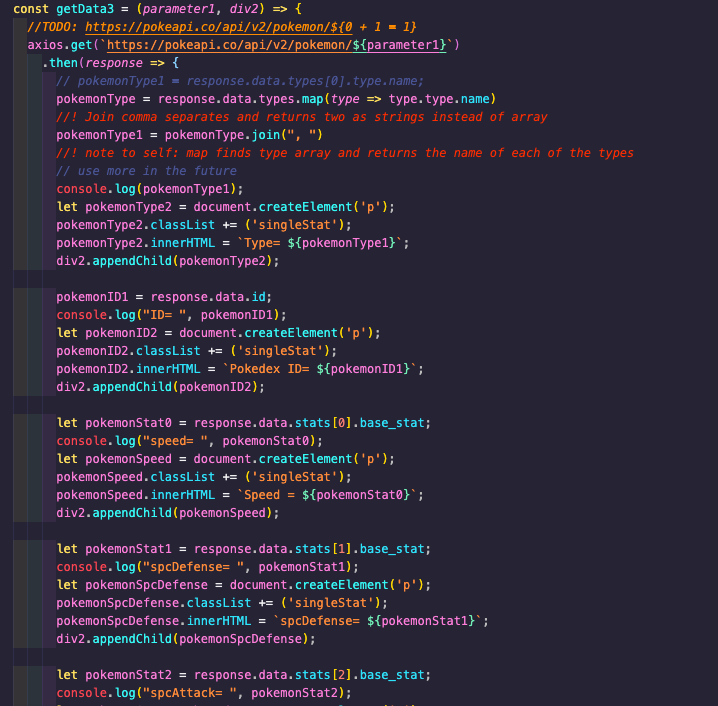 const getData3 = (parameter1, div2) => {
//TODO: https://pokeapi.co/api/v2/pokemon/${0 + 1 = 1}
axios.get(`https://pokeapi.co/api/v2/pokemon/${parameter1}`)
.then(response => {
// pokemonType1 = response.data.types[0].type.name;
pokemonType = response.data.types.map(type => type.type.name)
//! Join comma separates and returns two as strings instead of array
pokemonType1 = pokemonType.join(", ")
//! note to self: map finds type array and returns the name of each of the types
// use more in the future
console.log(pokemonType1);
let pokemonType2 = document.createElement('p');
pokemonType2.classList += ('singleStat');
pokemonType2.innerHTML = `Type= ${pokemonType1}`;
div2.appendChild(pokemonType2);
pokemonID1 = response.data.id;
console.log("ID= ", pokemonID1);
let pokemonID2 = document.createElement('p');
pokemonID2.classList += ('singleStat');
pokemonID2.innerHTML = `Pokedex ID= ${pokemonID1}`;
div2.appendChild(pokemonID2);
let pokemonStat0 = response.data.stats[0].base_stat;
console.log("speed= ", pokemonStat0);
let pokemonSpeed = document.createElement('p');
pokemonSpeed.classList += ('singleStat');
pokemonSpeed.innerHTML = `Speed = ${pokemonStat0}`;
div2.appendChild(pokemonSpeed);
let pokemonStat1 = response.data.stats[1].base_stat;
console.log("spcDefense= ", pokemonStat1);
let pokemonSpcDefense = document.createElement('p');
pokemonSpcDefense.classList += ('singleStat');
pokemonSpcDefense.innerHTML = `spcDefense= ${pokemonStat1}`;
div2.appendChild(pokemonSpcDefense);
let pokemonStat2 = response.data.stats[2].base_stat;
console.log("spcAttack= ", pokemonStat2);